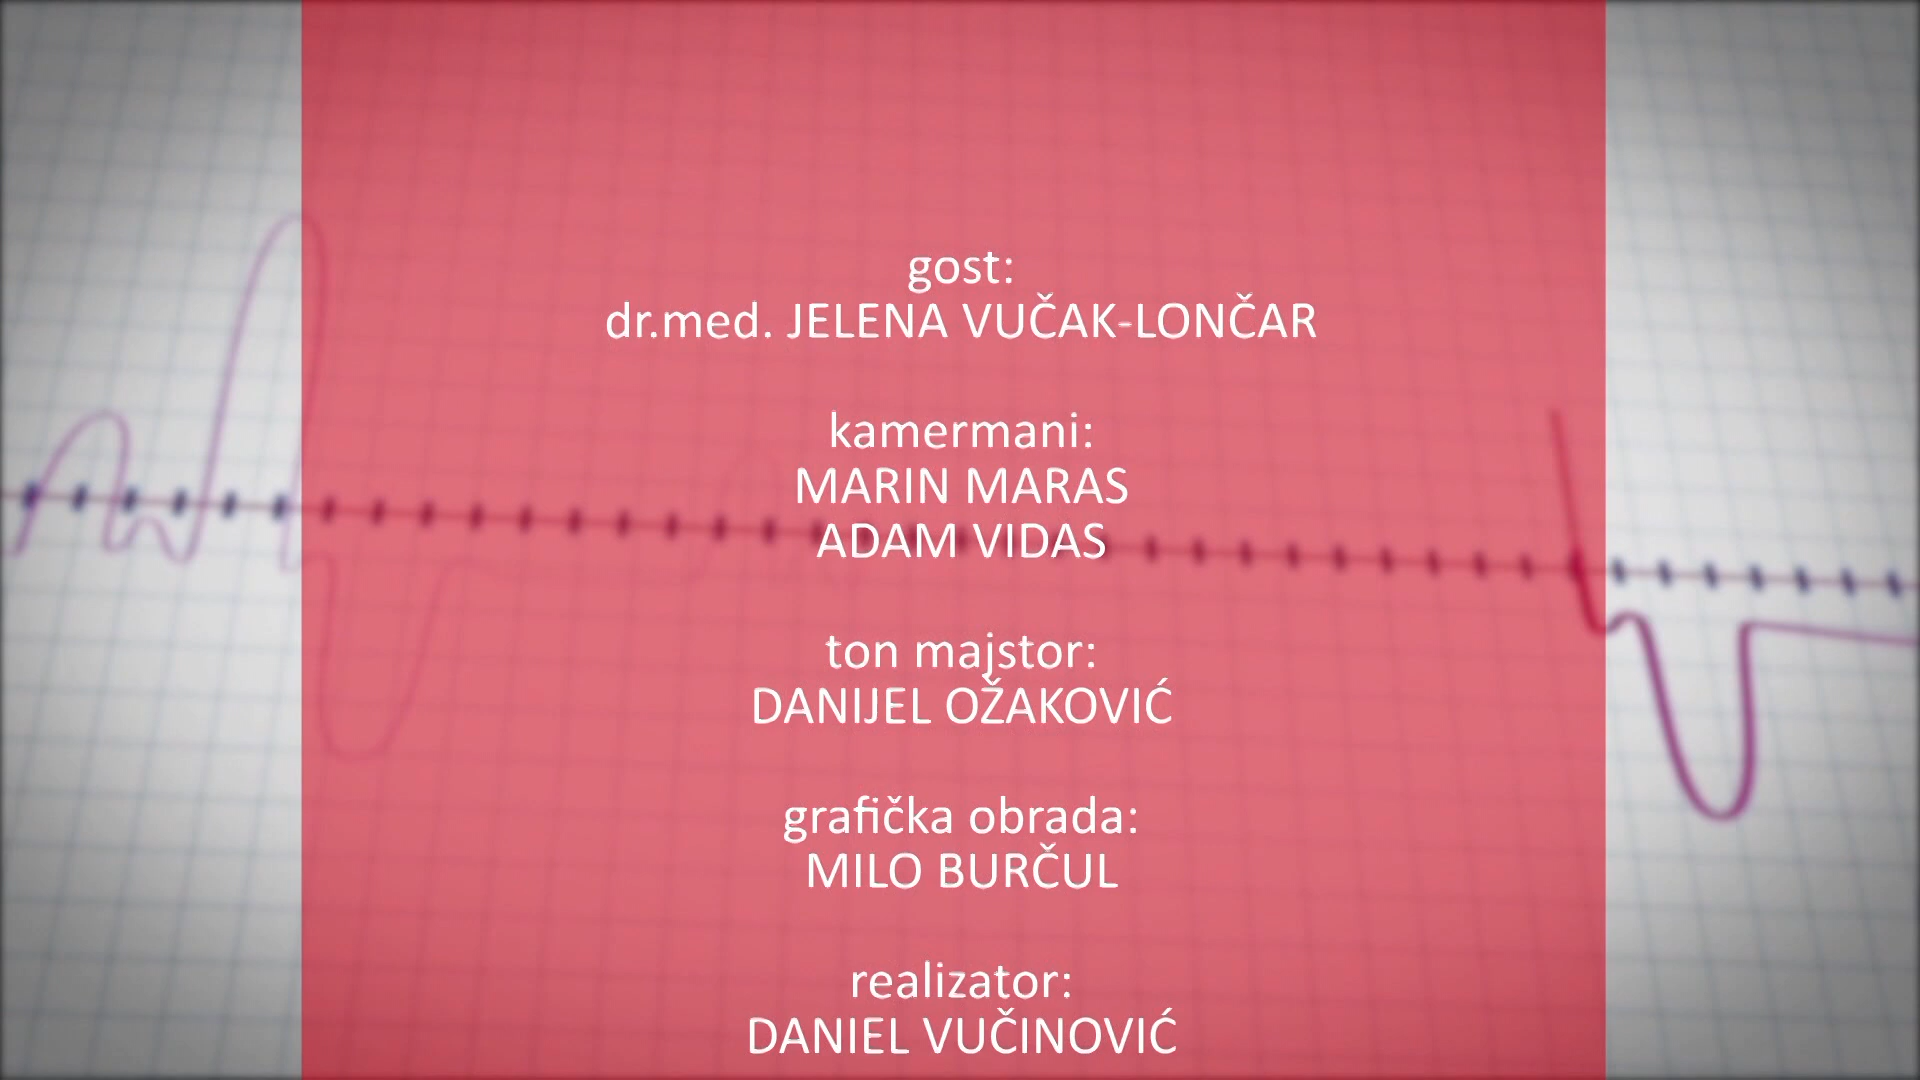 gost:
dr.med. JELENA VUČAK-LONČAR
kamermani:
MARIN MARAS
ADAM VIDAS
ton majstor:
DANIJEL OŽAKOVIĆ
grafička obrada:
MILO BURČUL
realizator:
DANIEL VUČINOVIĆ